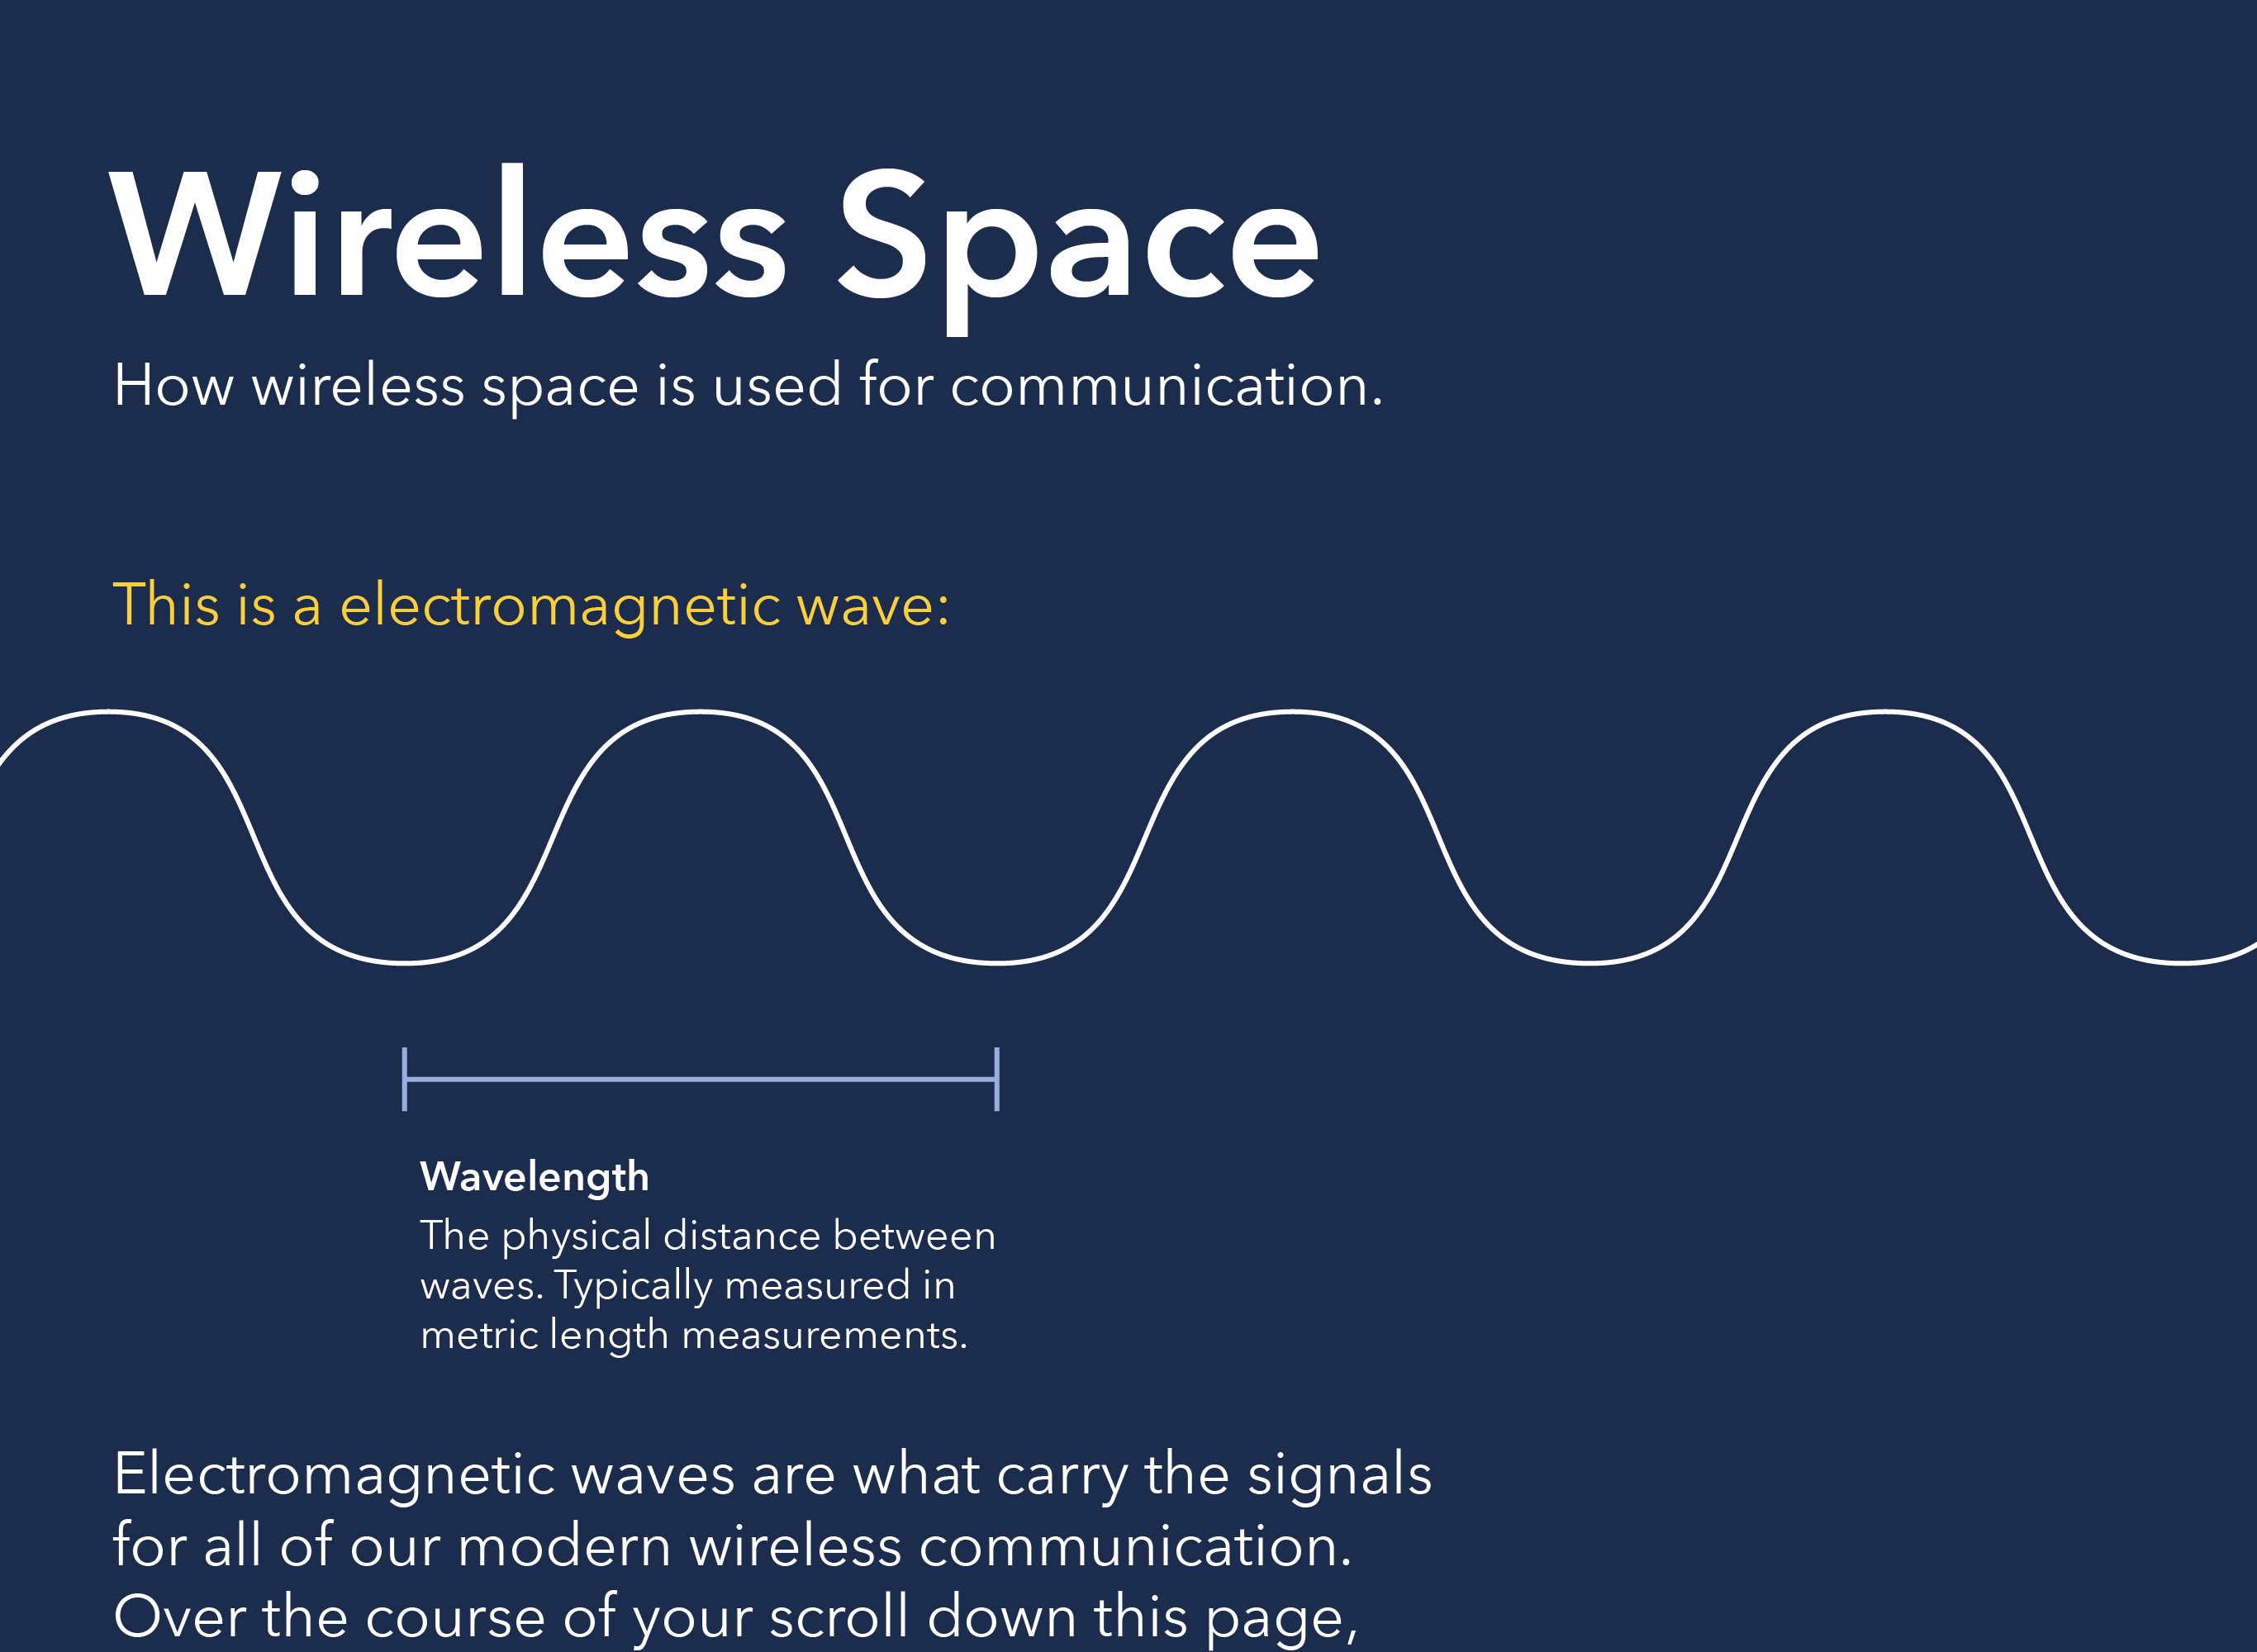 Wireless Space
How wireless space is used for communication.
This is a electromagnetic wave:
Wavelength
The physical distance between
waves. Typically measured in
metric length measurements.
Electromagnetic waves are what carry the signals
for all of our modern wireless communication.
Over the course of your scroll down this page,